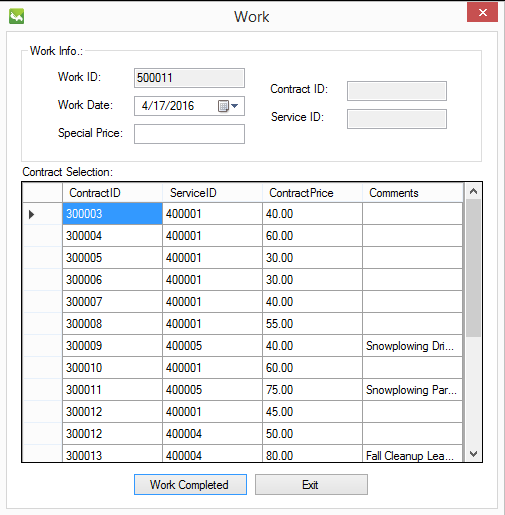 Work
Work Info.:
Work ID: 500011
Work Date: 4/17/2016
Special Price:
Contract ID:
Service ID:
Contract Selection:
ContractID ServiceID ContractPrice Comments
300003 400001 40.00
300004 400001 60.00
300005 400001 30.00
300006 400001 30.00
300007 400001 40.00
300008 400001 55.00
300009 400005 40.00 Snowplowing Dri...
300010 400001 60.00
300011 400005 75.00 Snowplowing Par...
300012 400001 45.00
300012 400004 50.00
300013 400004 80.00 Fall Cleanup Lea...
Work Completed Exit